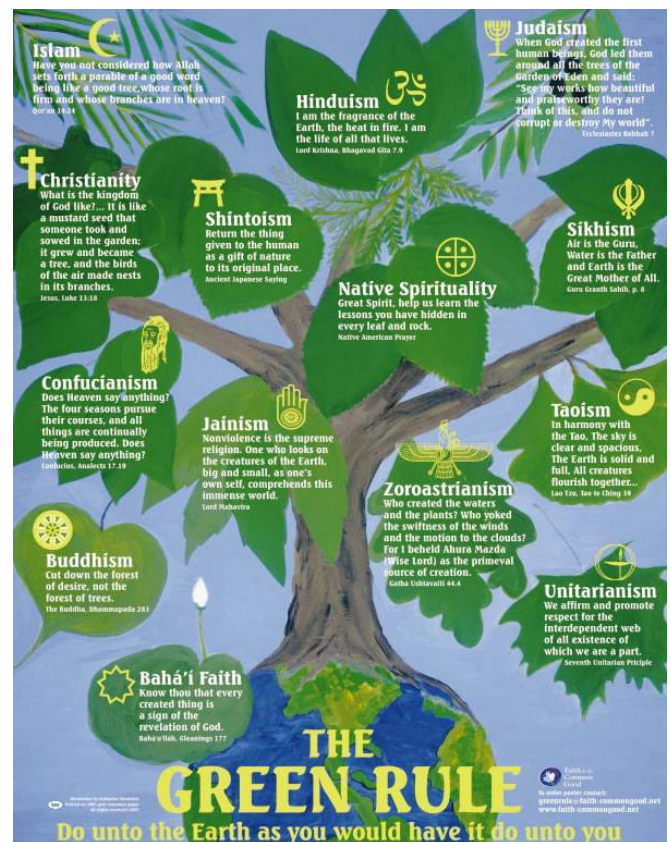 Islam
Have you not considered how Allah
sets forth a parable of a good word
being like a good tree,whose root is
firm and whose branches are in heaven?
Qur'an 14:24
Hinduism
I am the fragrance of the
Earth, the heat in fire. I am
the life of all that lives.
Lord Krishna, Bhagavad Gita 7.9
Judaism
When God created the first
human beings, God led them
around all the trees of the
Garden of Eden and said:
"See my works how beautiful
and praiseworthy they are!
Think of this, and do not
corrupt or destroy My world".
Ecclesiastes Rabbah 7
Christianity
What is the kingdom
of God like?... It is like
a mustard seed that
someone took and
sowed in the garden;
it grew and became
a tree, and the birds
of the air made nests
in its branches.
Jesus, Luke 13:18
Shintoism
Return the thing
given to the human
as a gift of nature
to its original place.
Ancient Japanese Saying
Native Spirituality
Great Spirit, help us learn the
lessons you have hidden in
every leaf and rock.
Native American Prayer
Sikhism
Air is the Guru,
Water is the Father
and Earth is the
Great Mother of All.
Guru Granth Sahib, p. 8
Confucianism
Does Heaven say anything?
The four seasons pursue
their courses, and all
things are continually
being produced. Does
Heaven say anything?
Confucius, Analects 17.19
Jainism
Nonviolence is the supreme
religion. One who looks on
the creatures of the Earth,
big and small, as one's
own self, comprehends this
immense world.
Lord Mahavira
Zoroastrianism
Who created the waters
and the plants? Who yoked
the swiftness of the winds
and the motion to the clouds?
For I beheld Ahura Mazda
(Wise Lord) as the primeval
source of creation.
Gatha Ushtavaiti 44.4
Taoism
In harmony with
the Tao, The sky is
clear and spacious,
The Earth is solid and
full, All creatures
flourish together...
Lao Tzu, Tao te Ching 39
Buddhism
Cut down the forest
of desire, not the
forest of trees.
The Buddha, Dhammapada 283
Unitarianism
We affirm and promote
respect for the
interdependent web
of all existence of
which we are a part.
Seventh Unitarian Priciple
Bahá'í Faith
Know thou that every
created thing is
a sign of the
revelation of God.
Bahá'u'lláh, Gleanings 177
THE
GREEN RULE
Do unto the Earth as you would have it do unto you
Faith & the
Common
Good
To order poster contact:
greenrule@faith-commongood.net
www.faith-commongood.net